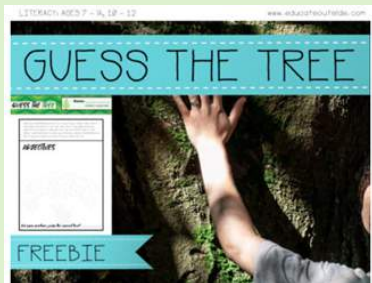 LITERACY: AGES 7 - 11, 10 - 12
www.educateoutside.com
GUESS THE TREE
GUESS THE TREE
ADJECTIVES
FREEBIE